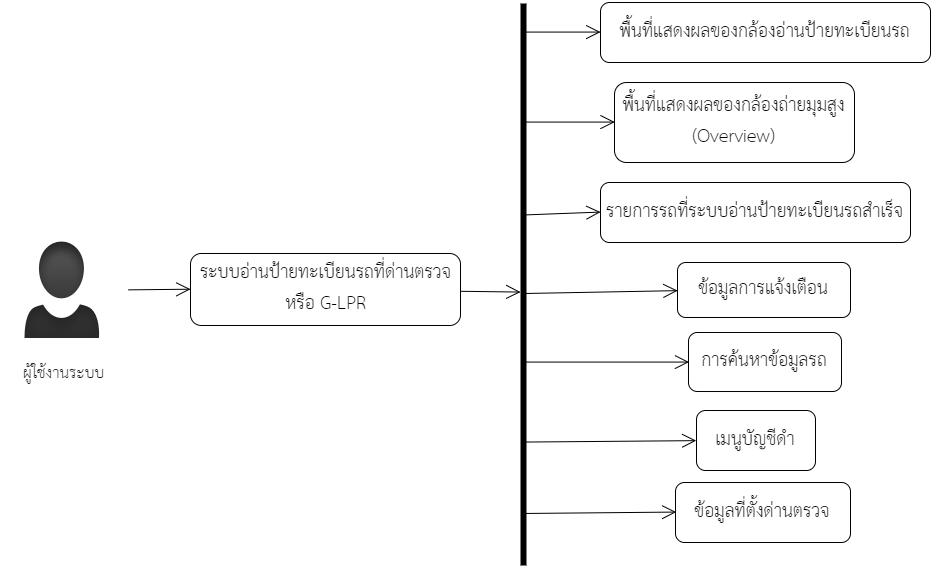 พื้นที่แสดงผลของกล้องอ่านป้ายทะเบียนรถ
พื้นที่แสดงผลของกล้องถ่ายมุมสูง
(Overview)
รายการรถที่ระบบอ่านป้ายทะเบียนรถสำเร็จ
ระบบอ่านป้ายทะเบียนรถที่ด่านตรวจ
หรือ G-LPR
ข้อมูลการแจ้งเตือน
การค้นหาข้อมูลรถ
ผู้ใช้งานระบบ
เมนูบัญชีดำ
ข้อมูลที่ตั้งด่านตรวจ